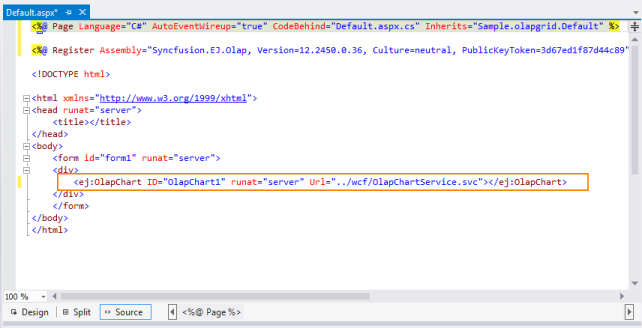 Default.aspx*
<%@ Page Language="C#" AutoEventWireup="true" CodeBehind="Default.aspx.cs" Inherits="Sample.olapgrid.Default" %>
<%@ Register Assembly="Syncfusion.EJ.Olap, Version=12.2450.0.36, Culture=neutral, PublicKeyToken=3d67ed1f87d44c89"
<!DOCTYPE html>
<html xmlns="http://www.w3.org/1999/xhtml">
<head runat="server">
<title></title>
</head>
<body>
<form id="form1" runat="server">
<div>
<ej:OlapChart ID="OlapChart1" runat="server" Url="../wcf/OlapChartService.svc"></ej:OlapChart>
</div>
</form>
</body>
</html>
100 %
Design Split Source <%@ Page %>